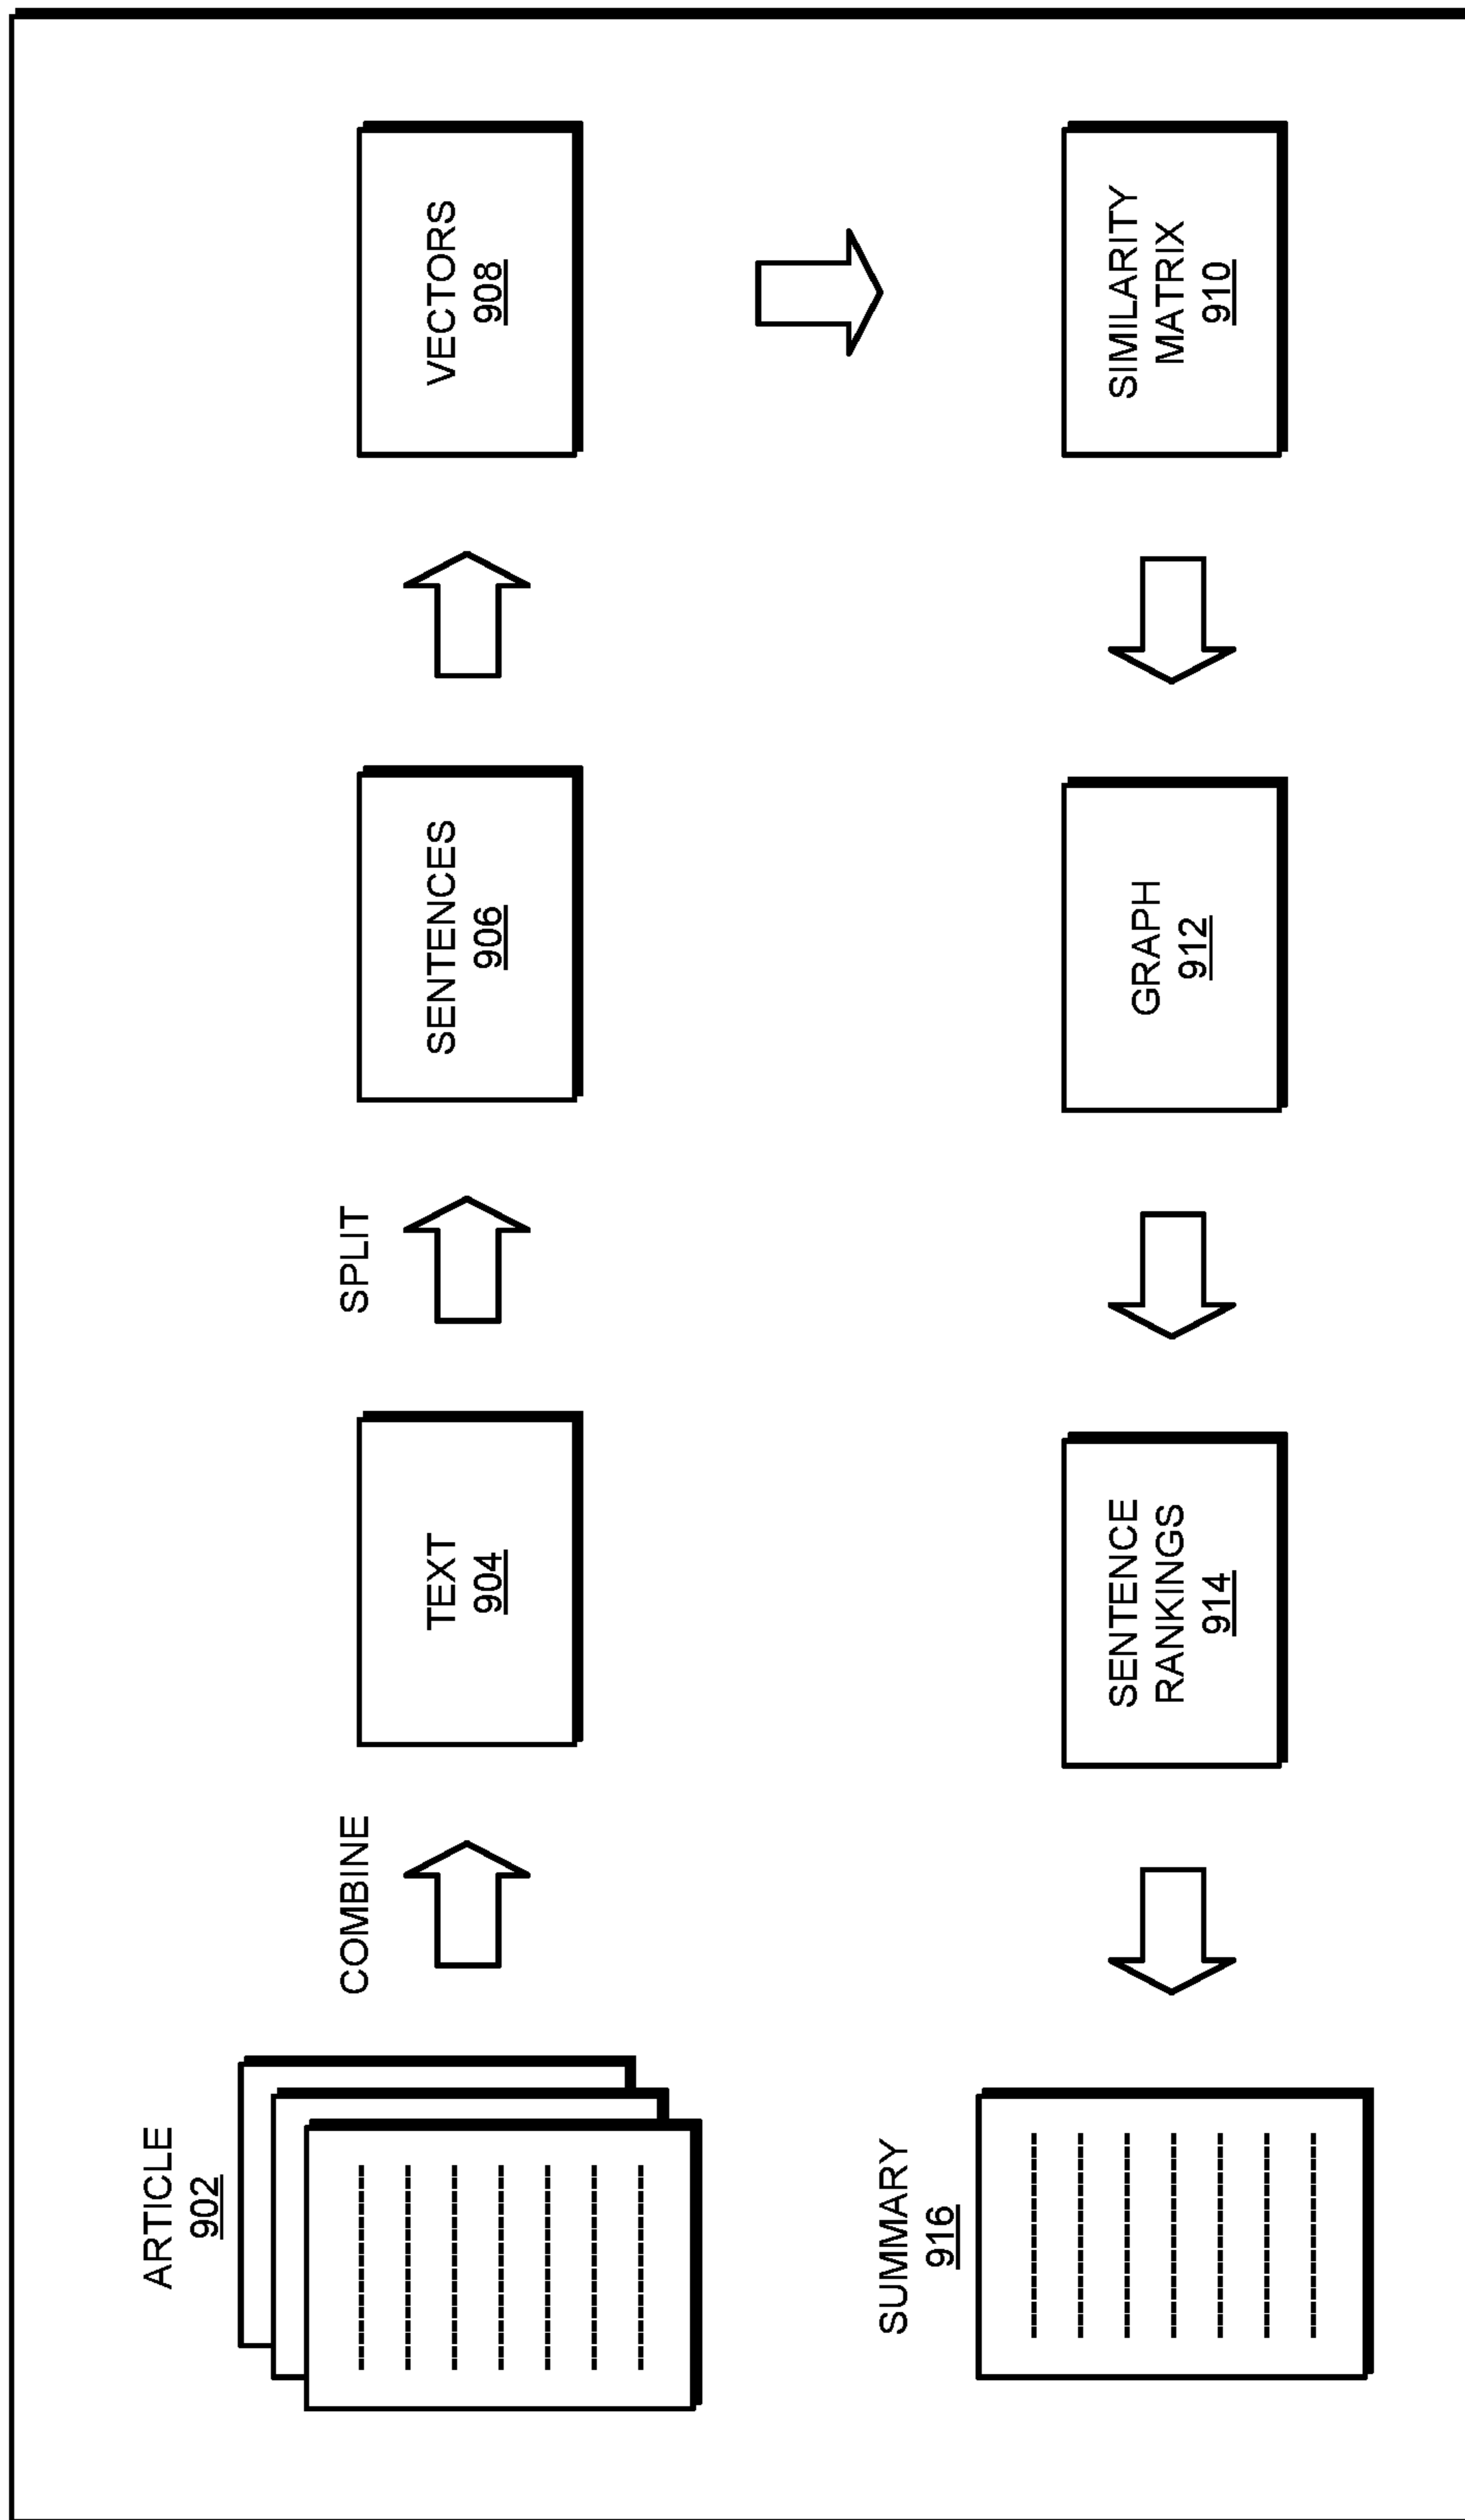 ARTICLE
902
COMBINE
TEXT
904
SPLIT
SENTENCES
906
VECTORS
908
SIMILARITY
MATRIX
910
GRAPH
912
SENTENCE
RANKINGS
914
SUMMARY
916